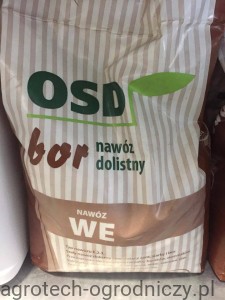 OSD
bor nawóz
dolistny
NAWÓZ
WE
agrotech-ogrodniczy.pl